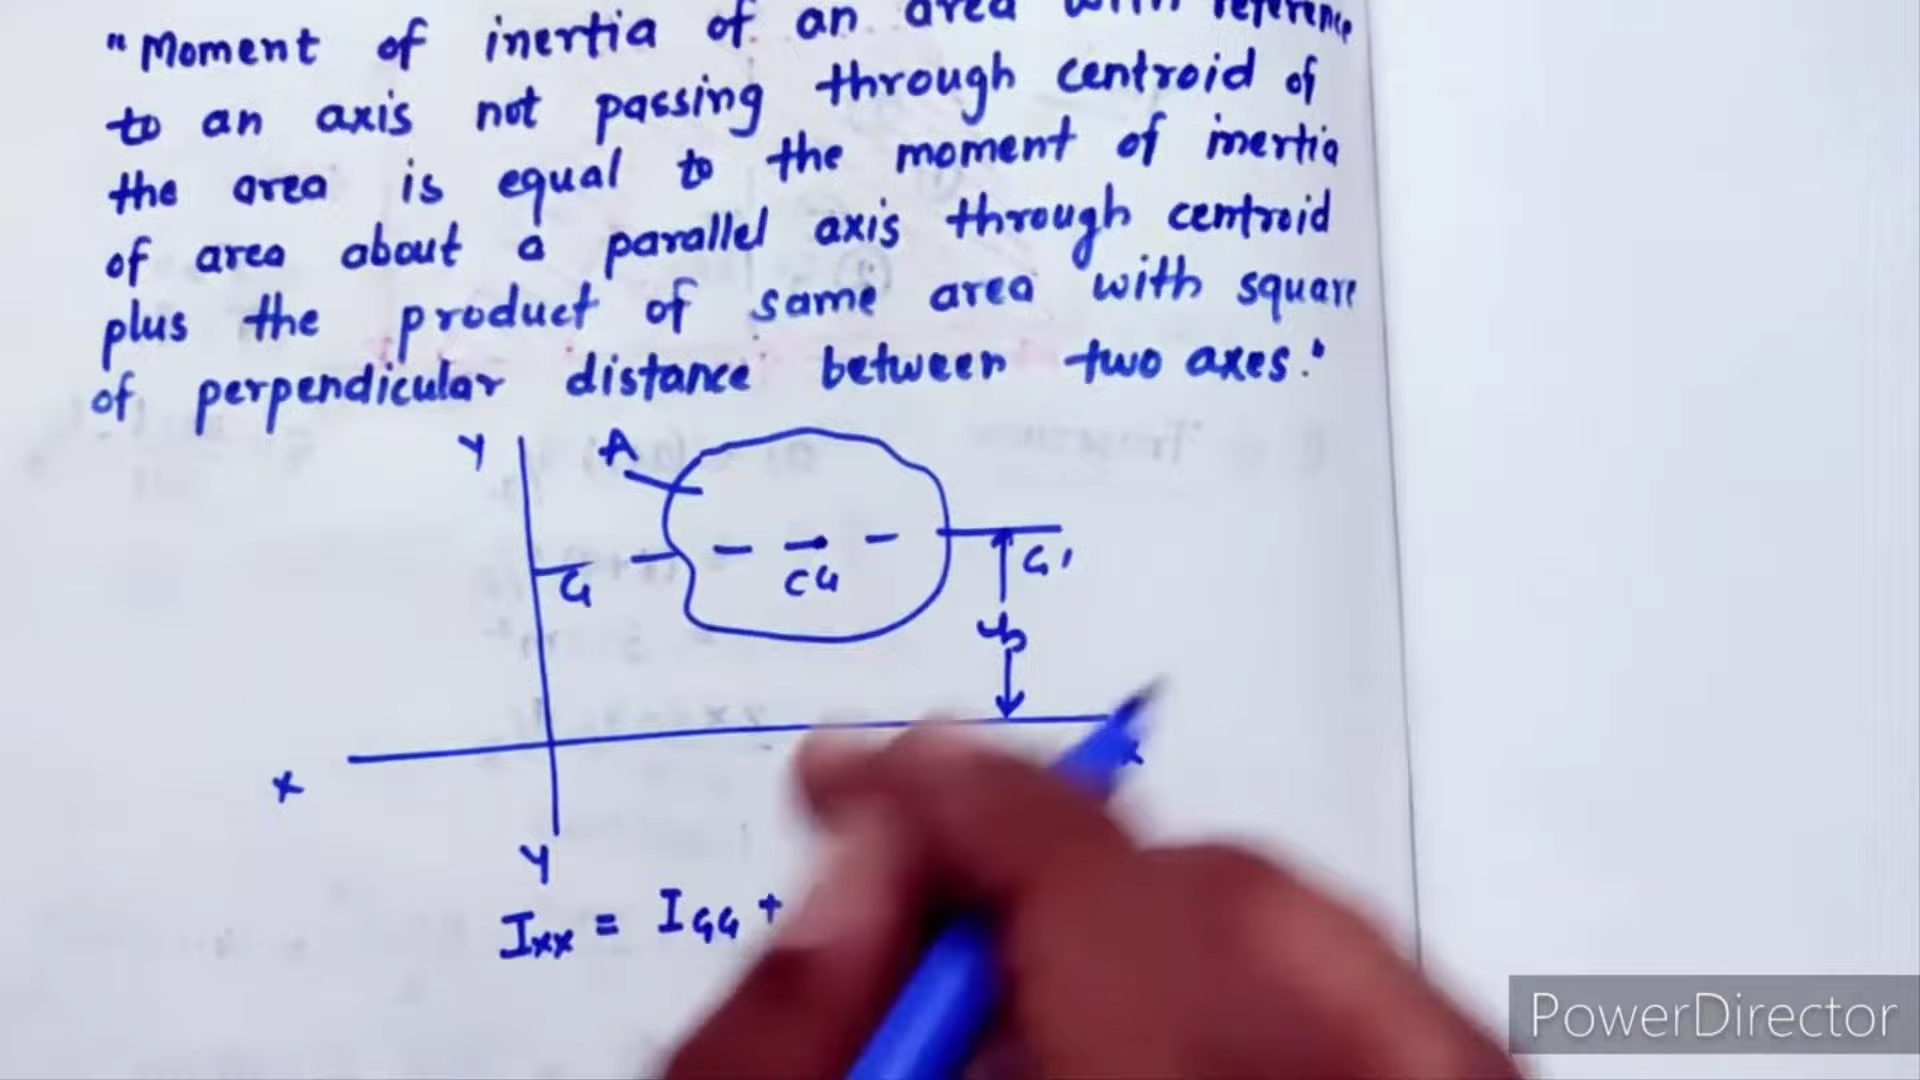 "Moment of inertia of an area with reference
to an axis not passing through centroid of
the area is equal to the moment of inertia
of area about a parallel axis through centroid
plus the product of same area with square
of perpendicular distance between two axes."
Y A
G CG G'
X X
Y
Ixx = IGG +
PowerDirector